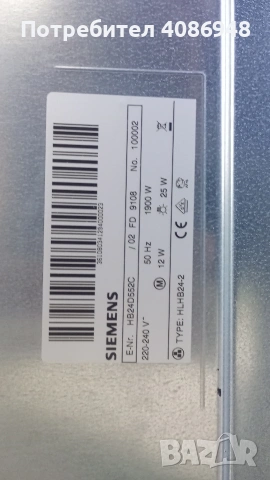 Потребител 4086948
SIEMENS
E-Nr. HB24D552C / 02 FD 9108 No. 100002
220-240 V~ 50 Hz 1900 W
M 12 W 25 W
TYPE: HLHB24-2 CE
BAZAR